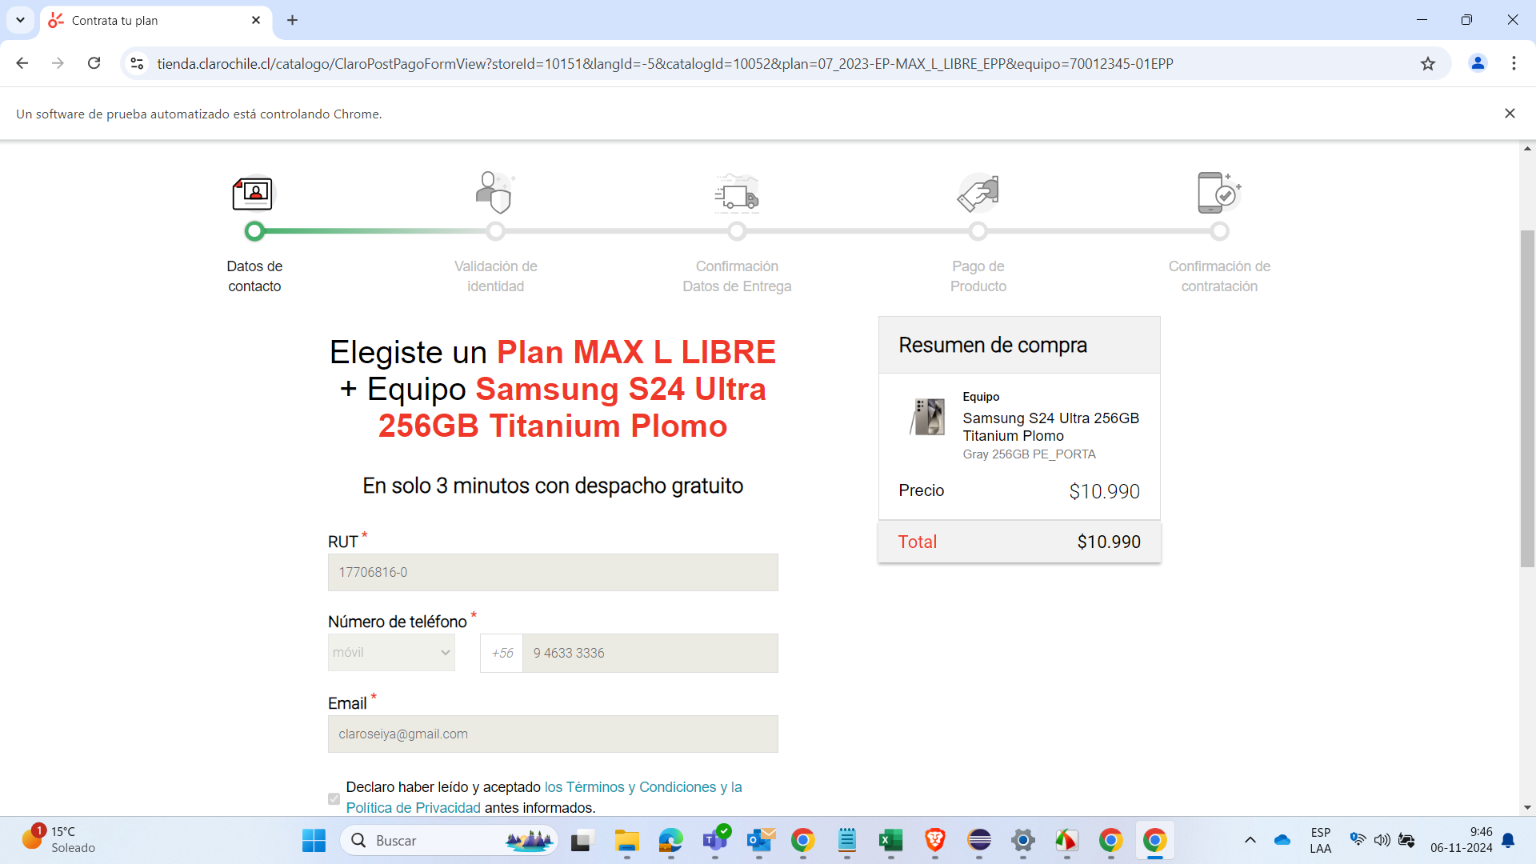 Contrata tu plan
tienda.clarochile.cl/catalogo/ClaroPostPagoFormView?storeId=10151&langId=-5&catalogId=10052&plan=07_2023-EP-MAX_L_LIBRE_EPP&equipo=70012345-01EPP
Un software de prueba automatizado está controlando Chrome.
Datos de
contacto
Validación de
identidad
Confirmación
Datos de Entrega
Pago de
Producto
Confirmación de
contratación
Elegiste un Plan MAX L LIBRE
+ Equipo Samsung S24 Ultra
256GB Titanium Plomo
En solo 3 minutos con despacho gratuito
RUT *
17706816-0
Número de teléfono *
móvil
+56
9 4633 3336
Email *
claroseiya@gmail.com
Declaro haber leído y aceptado los Términos y Condiciones y la
Política de Privacidad antes informados.
Resumen de compra
Equipo
Samsung S24 Ultra 256GB
Titanium Plomo
Gray 256GB PE_PORTA
Precio $10.990
Total $10.990
1
15°C
Soleado
Buscar
ESP
LAA
9:46
06-11-2024